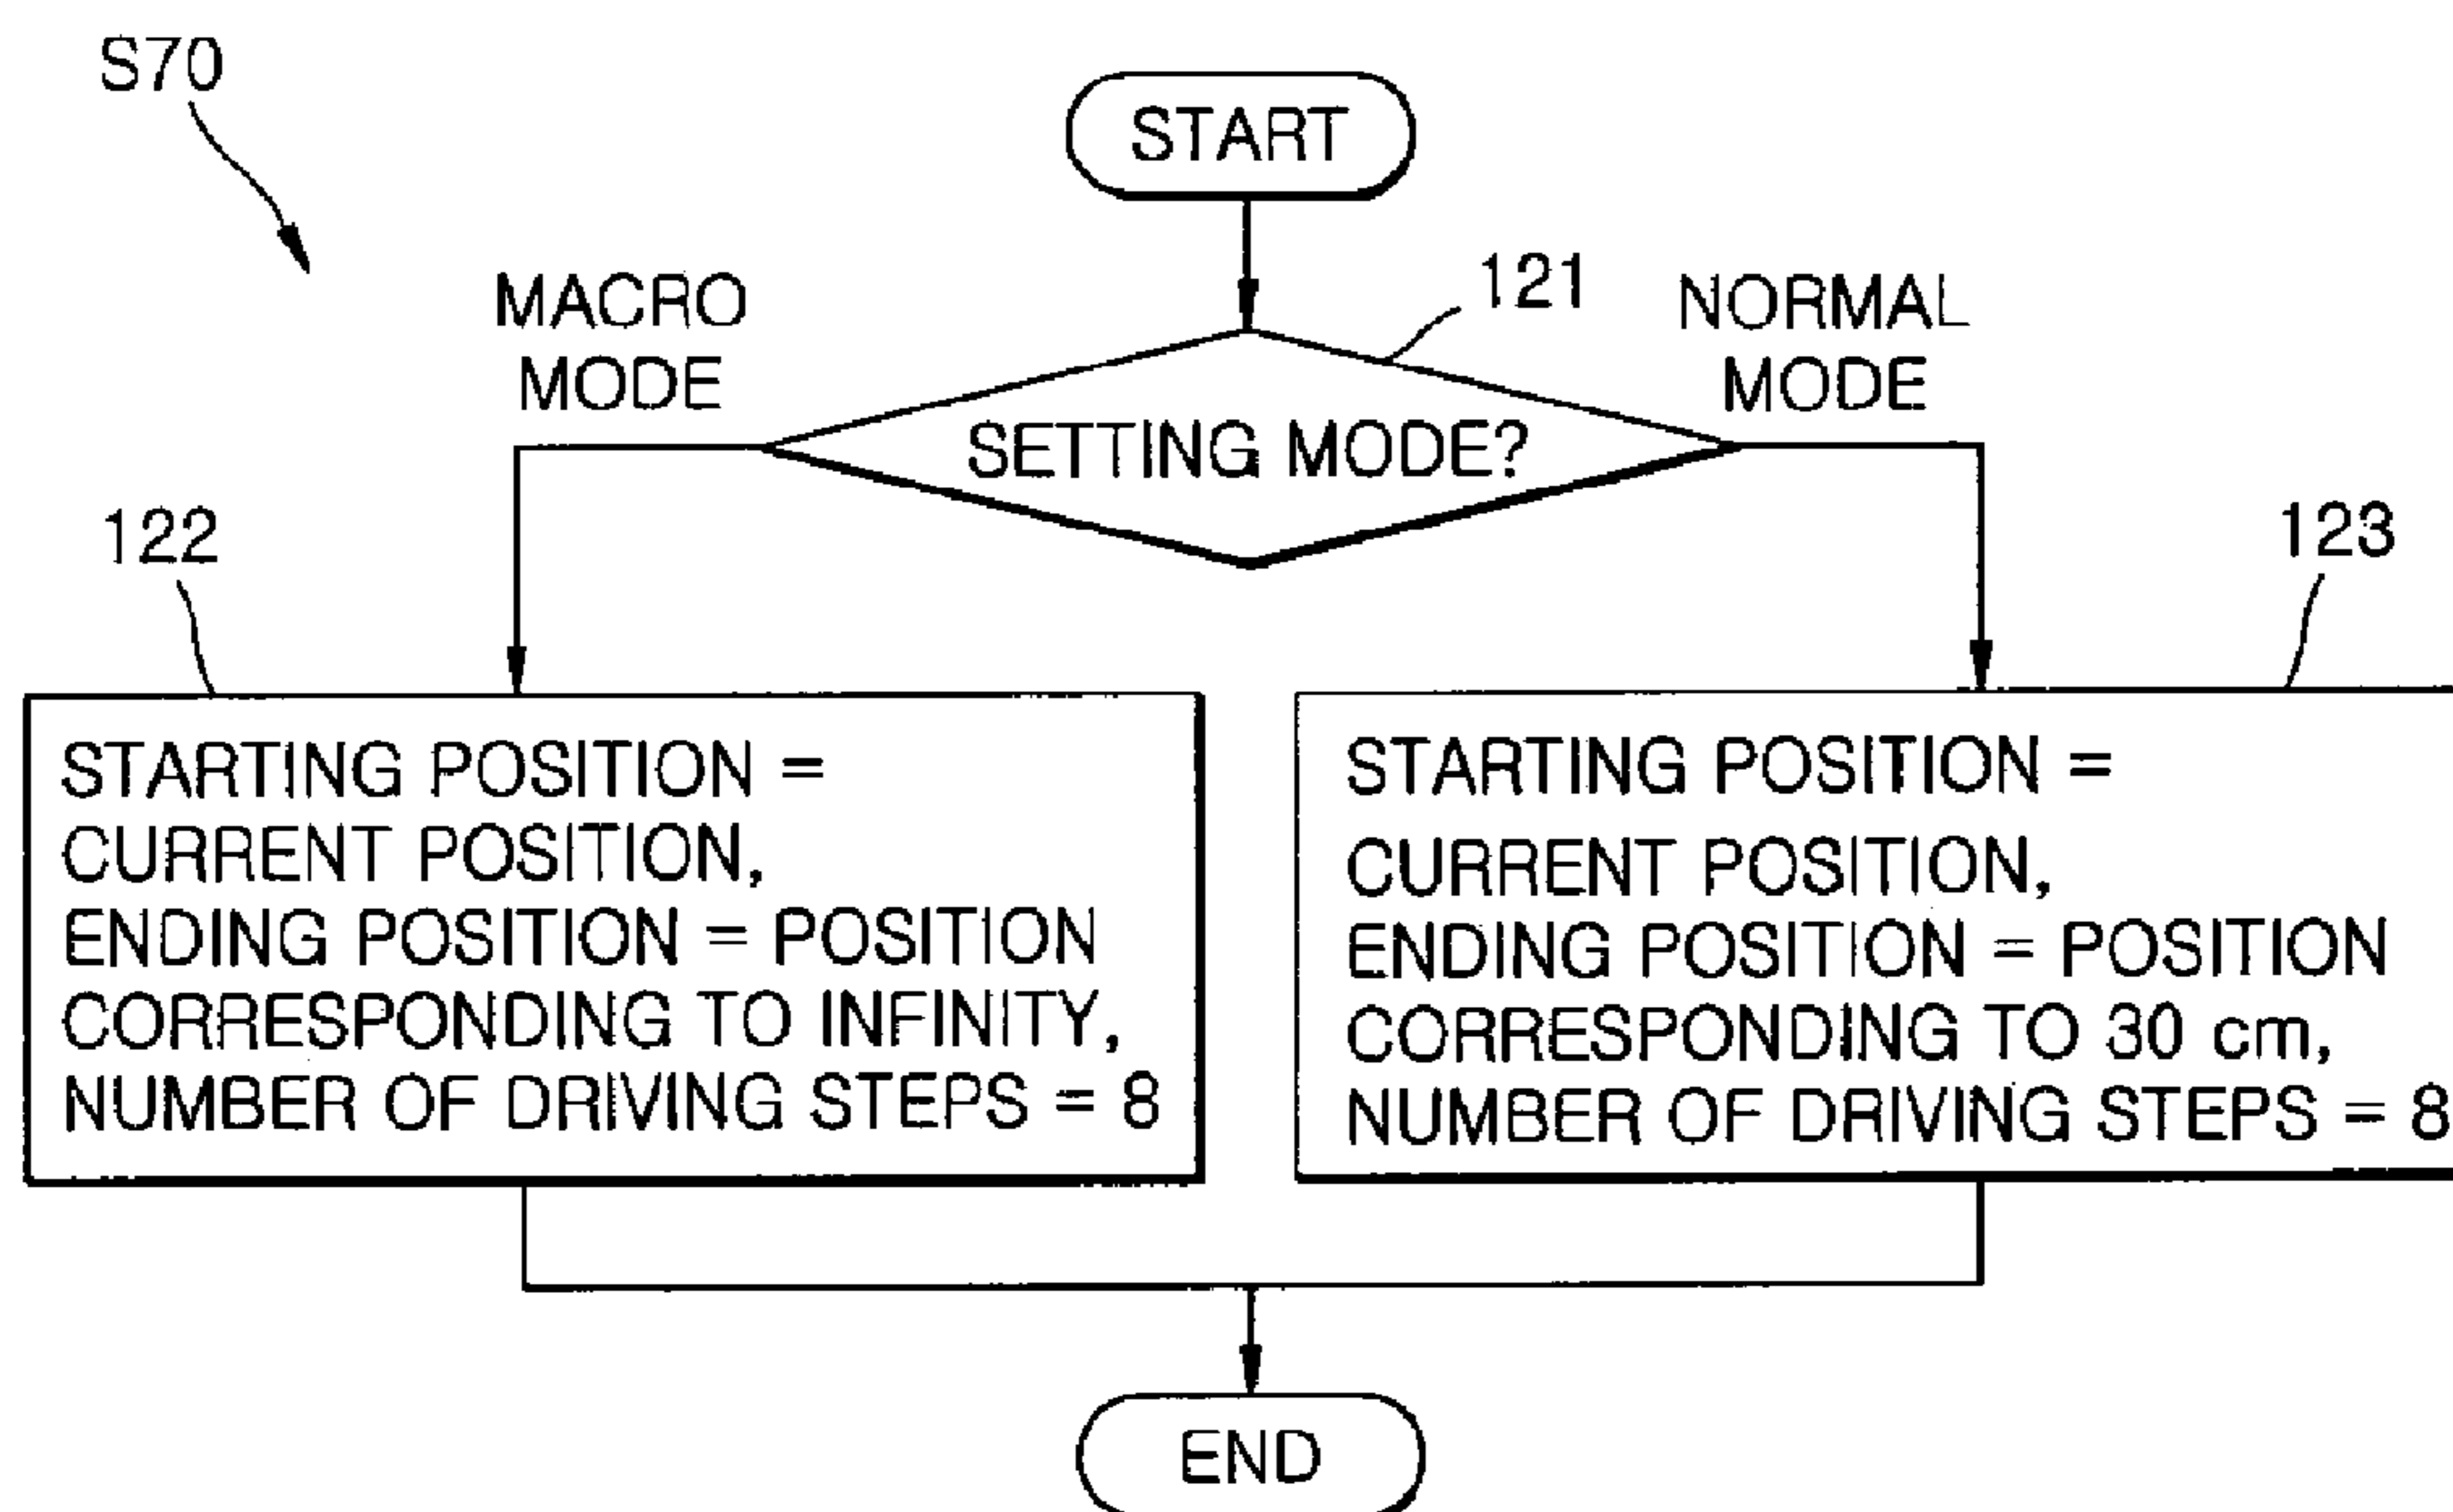 S70
START
121
MACRO
MODE
NORMAL
MODE
SETTING MODE?
122
123
STARTING POSITION =
CURRENT POSITION,
ENDING POSITION = POSITION
CORRESPONDING TO INFINITY,
NUMBER OF DRIVING STEPS = 8
STARTING POSITION =
CURRENT POSITION,
ENDING POSITION = POSITION
CORRESPONDING TO 30 cm,
NUMBER OF DRIVING STEPS = 8
END